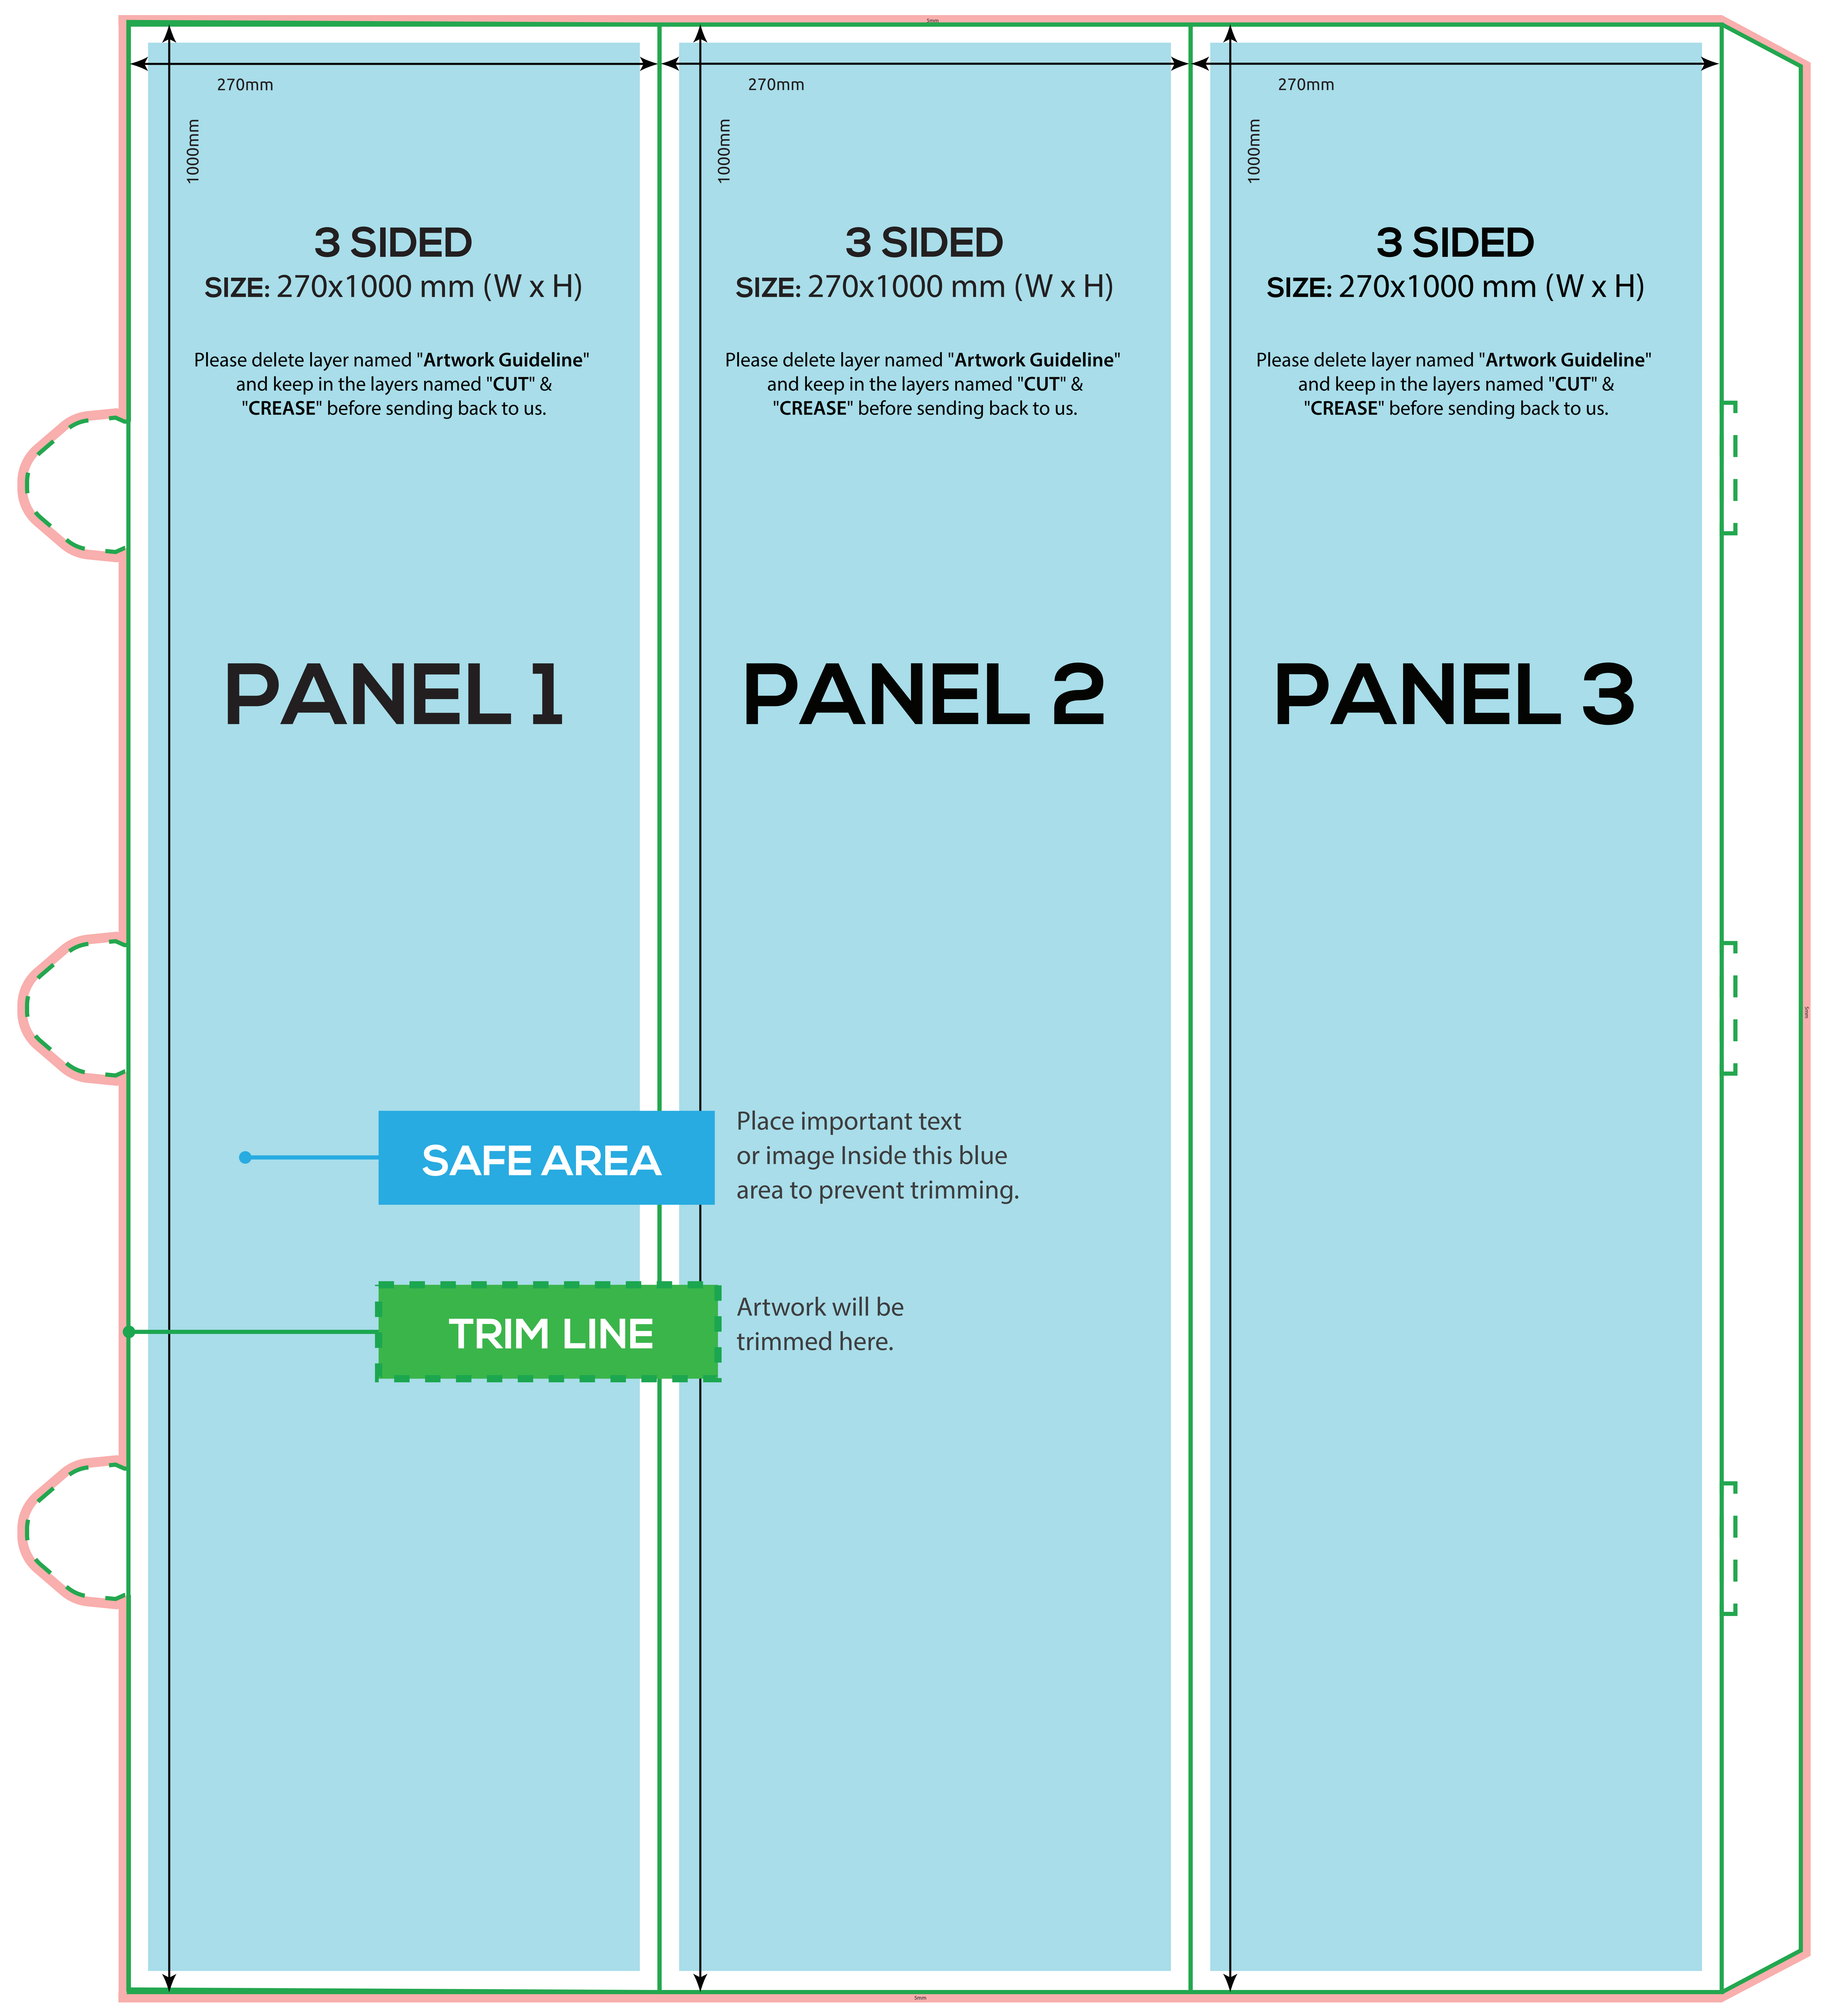 5mm
270mm
1000mm
3 SIDED
SIZE: 270x1000 mm (W x H)
Please delete layer named "Artwork Guideline"
and keep in the layers named "CUT" &
"CREASE" before sending back to us.
PANEL 1
270mm
1000mm
3 SIDED
SIZE: 270x1000 mm (W x H)
Please delete layer named "Artwork Guideline"
and keep in the layers named "CUT" &
"CREASE" before sending back to us.
PANEL 2
270mm
1000mm
3 SIDED
SIZE: 270x1000 mm (W x H)
Please delete layer named "Artwork Guideline"
and keep in the layers named "CUT" &
"CREASE" before sending back to us.
PANEL 3
5mm
SAFE AREA
Place important text
or image Inside this blue
area to prevent trimming.
TRIM LINE
Artwork will be
trimmed here.
5mm